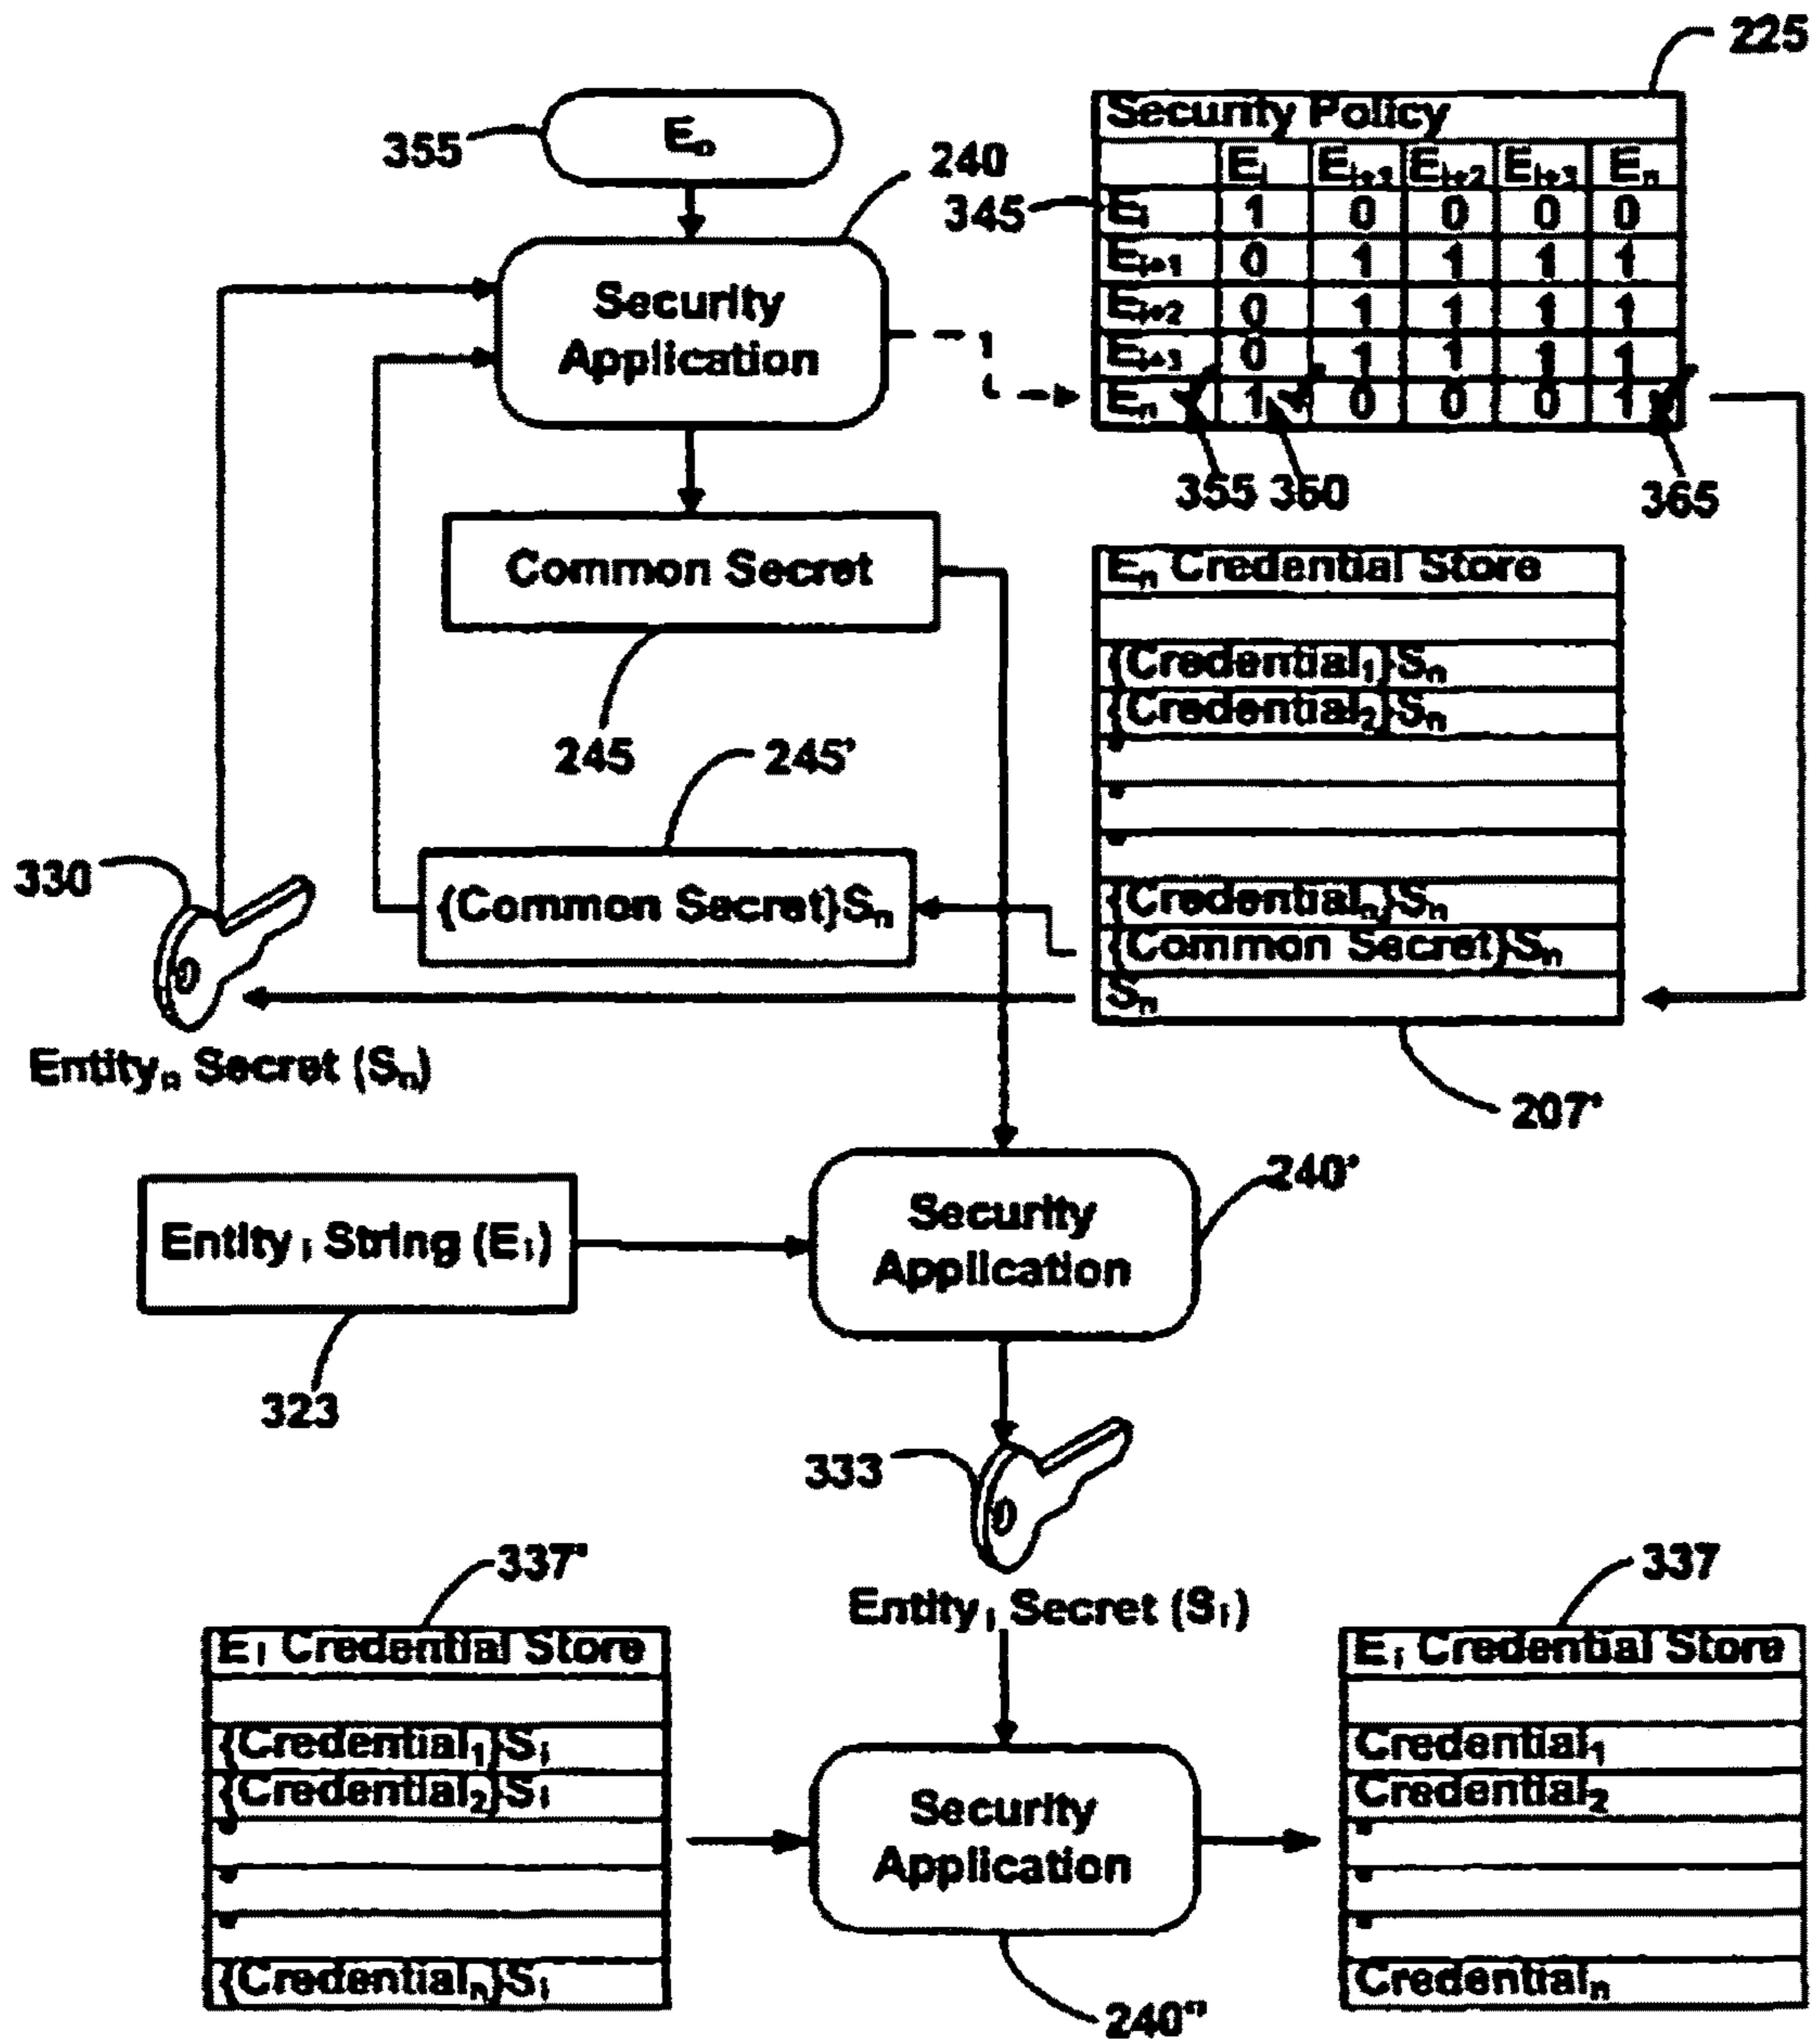 225
355
Eₙ
240
Security Policy
Eᵢ Eᵢ₊₁ Eᵢ₊₂ Eᵢ₊₃ Eₙ
345
Eᵢ 1 0 0 0 0
Eᵢ₊₁ 0 1 1 1 1
Eᵢ₊₂ 0 1 1 1 1
Eᵢ₊₃ 0 1 1 1 1
Eₙ 1 0 0 0 1
355 360 365
Security
Application
Common Secret
245
245'
{Common Secret}Sₙ
Eₙ Credential Store
{Credential₁}Sₙ
{Credential₂}Sₙ
•
•
•
{Credentialₙ}Sₙ
{Common Secret}Sₙ
Sₙ
207'
330
Entityₙ Secret (Sₙ)
240'
Security
Application
Entity ᵢ String (Eᵢ)
323
333
Entity ᵢ Secret (Sᵢ)
337'
Eᵢ Credential Store
{Credential₁}Sᵢ
{Credential₂}Sᵢ
•
•
•
{Credentialₙ}Sᵢ
Security
Application
240''
337
Eᵢ Credential Store
Credential₁
Credential₂
•
•
•
Credentialₙ